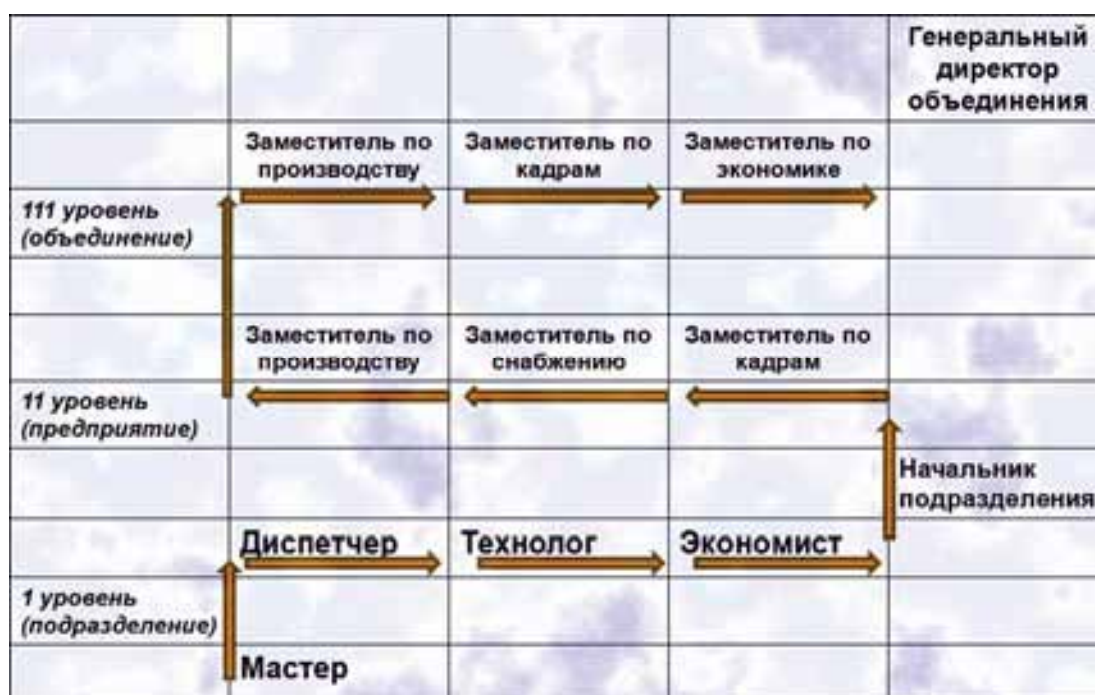 Генеральный
директор
объединения
Заместитель по
производству
Заместитель по
кадрам
Заместитель по
экономике
111 уровень
(объединение)
Заместитель по
производству
Заместитель по
снабжению
Заместитель по
кадрам
11 уровень
(предприятие)
Начальник
подразделения
Диспетчер
Технолог
Экономист
1 уровень
(подразделение)
Мастер